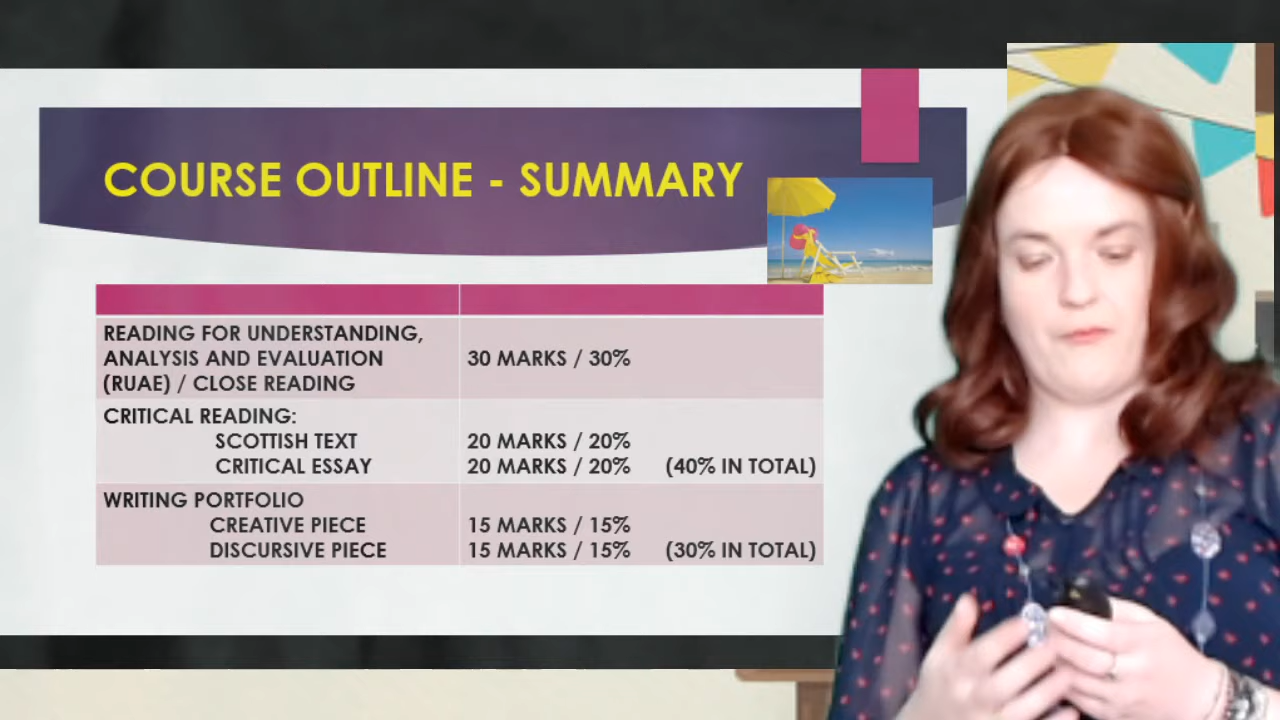 COURSE OUTLINE - SUMMARY
READING FOR UNDERSTANDING,
ANALYSIS AND EVALUATION
(RUAE) / CLOSE READING
30 MARKS / 30%
CRITICAL READING:
SCOTTISH TEXT 20 MARKS / 20%
CRITICAL ESSAY 20 MARKS / 20% (40% IN TOTAL)
WRITING PORTFOLIO
CREATIVE PIECE 15 MARKS / 15%
DISCURSIVE PIECE 15 MARKS / 15% (30% IN TOTAL)